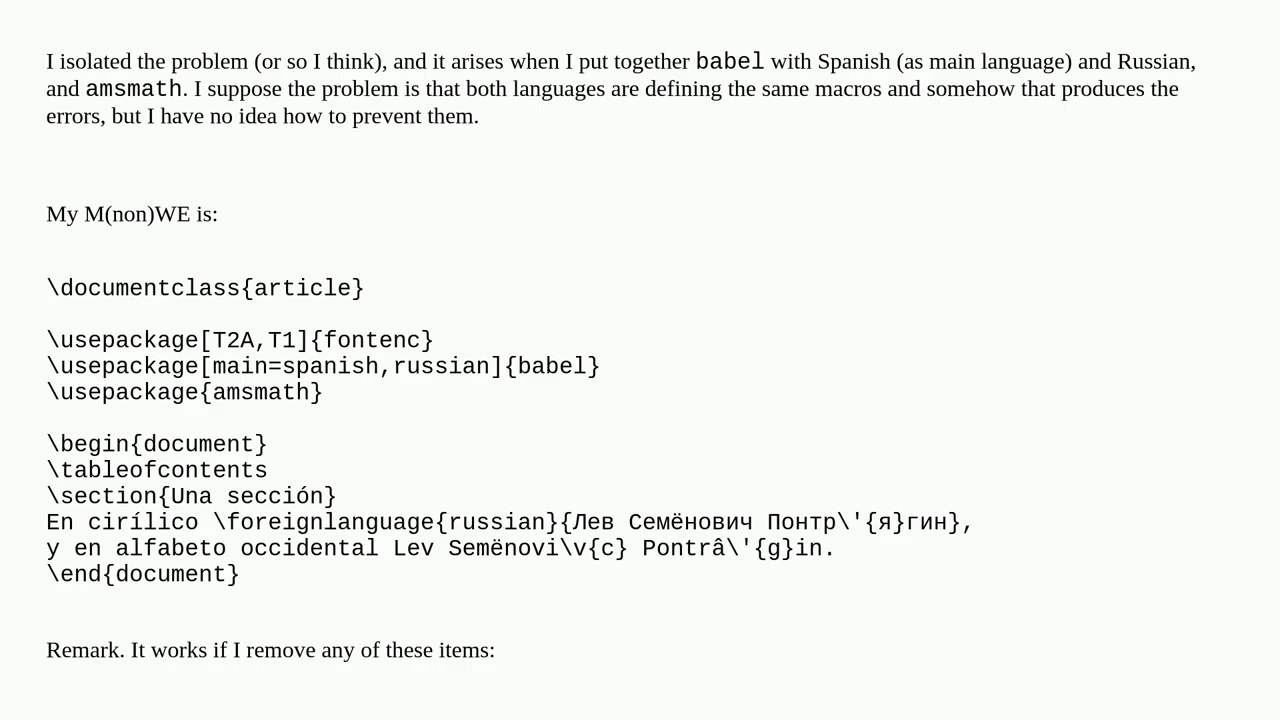 I isolated the problem (or so I think), and it arises when I put together babel with Spanish (as main language) and Russian,
and amsmath. I suppose the problem is that both languages are defining the same macros and somehow that produces the
errors, but I have no idea how to prevent them.
My M(non)WE is:
\documentclass{article}
\usepackage[T2A,T1]{fontenc}
\usepackage[main=spanish,russian]{babel}
\usepackage{amsmath}
\begin{document}
\tableofcontents
\section{Una sección}
En cirílico \foreignlanguage{russian}{Лев Семёнович Понтр\'{я}гин},
y en alfabeto occidental Lev Semënovi\v{c} Pontrâ\'{g}in.
\end{document}
Remark. It works if I remove any of these items: